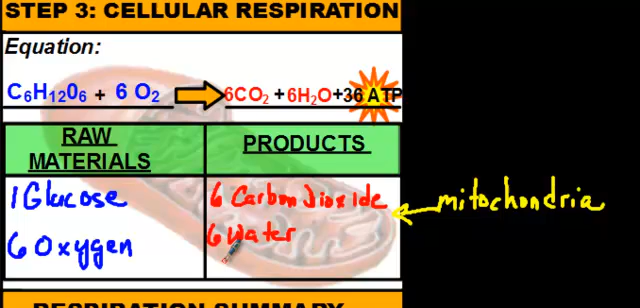 STEP 3: CELLULAR RESPIRATION
Equation:
C₆H₁₂0₆ + 6 O₂ 6CO₂ + 6H₂O+36 ATP
RAW MATERIALS
PRODUCTS
1 Glucose
6 Oxygen
6 Carbon Dioxide
6 Water
mitochondria
RESPIRATION SUMMARY